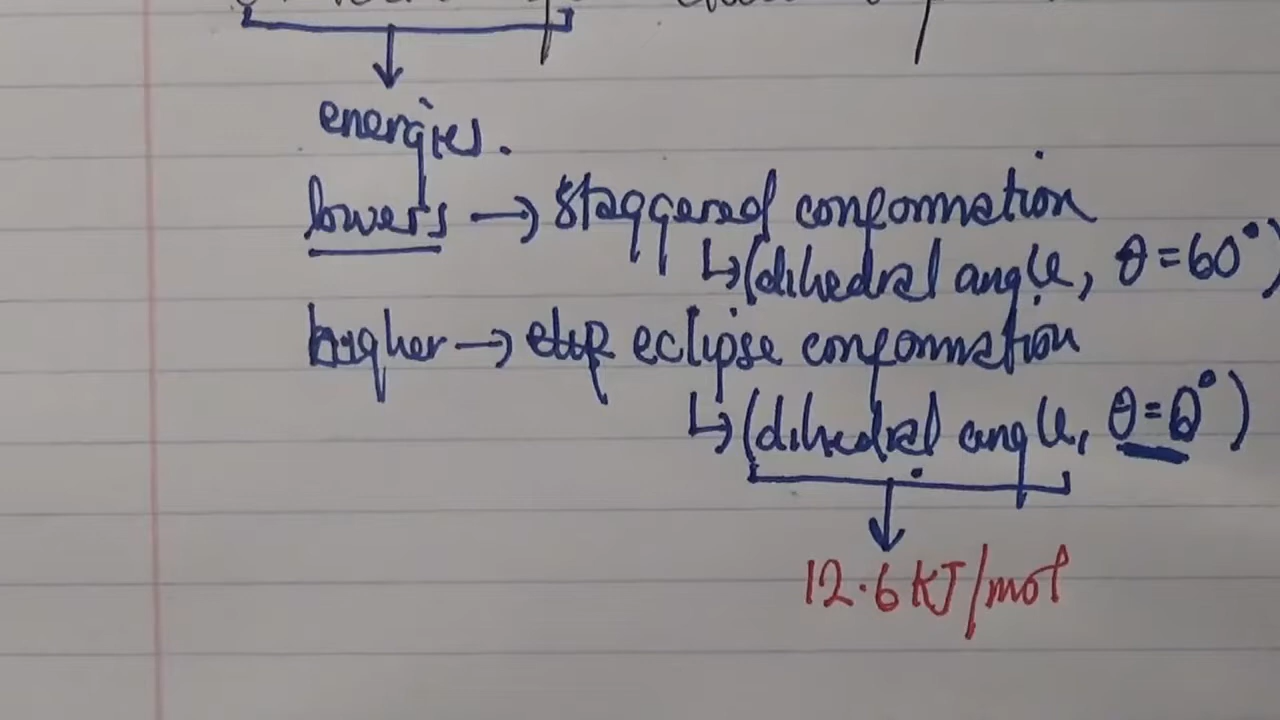 energies.
lowers → staggered conformation
↳ (dihedral angle, θ = 60°)
higher → eclipse conformation
↳ (dihedral angle, θ = 0°)
12.6 KJ/mol